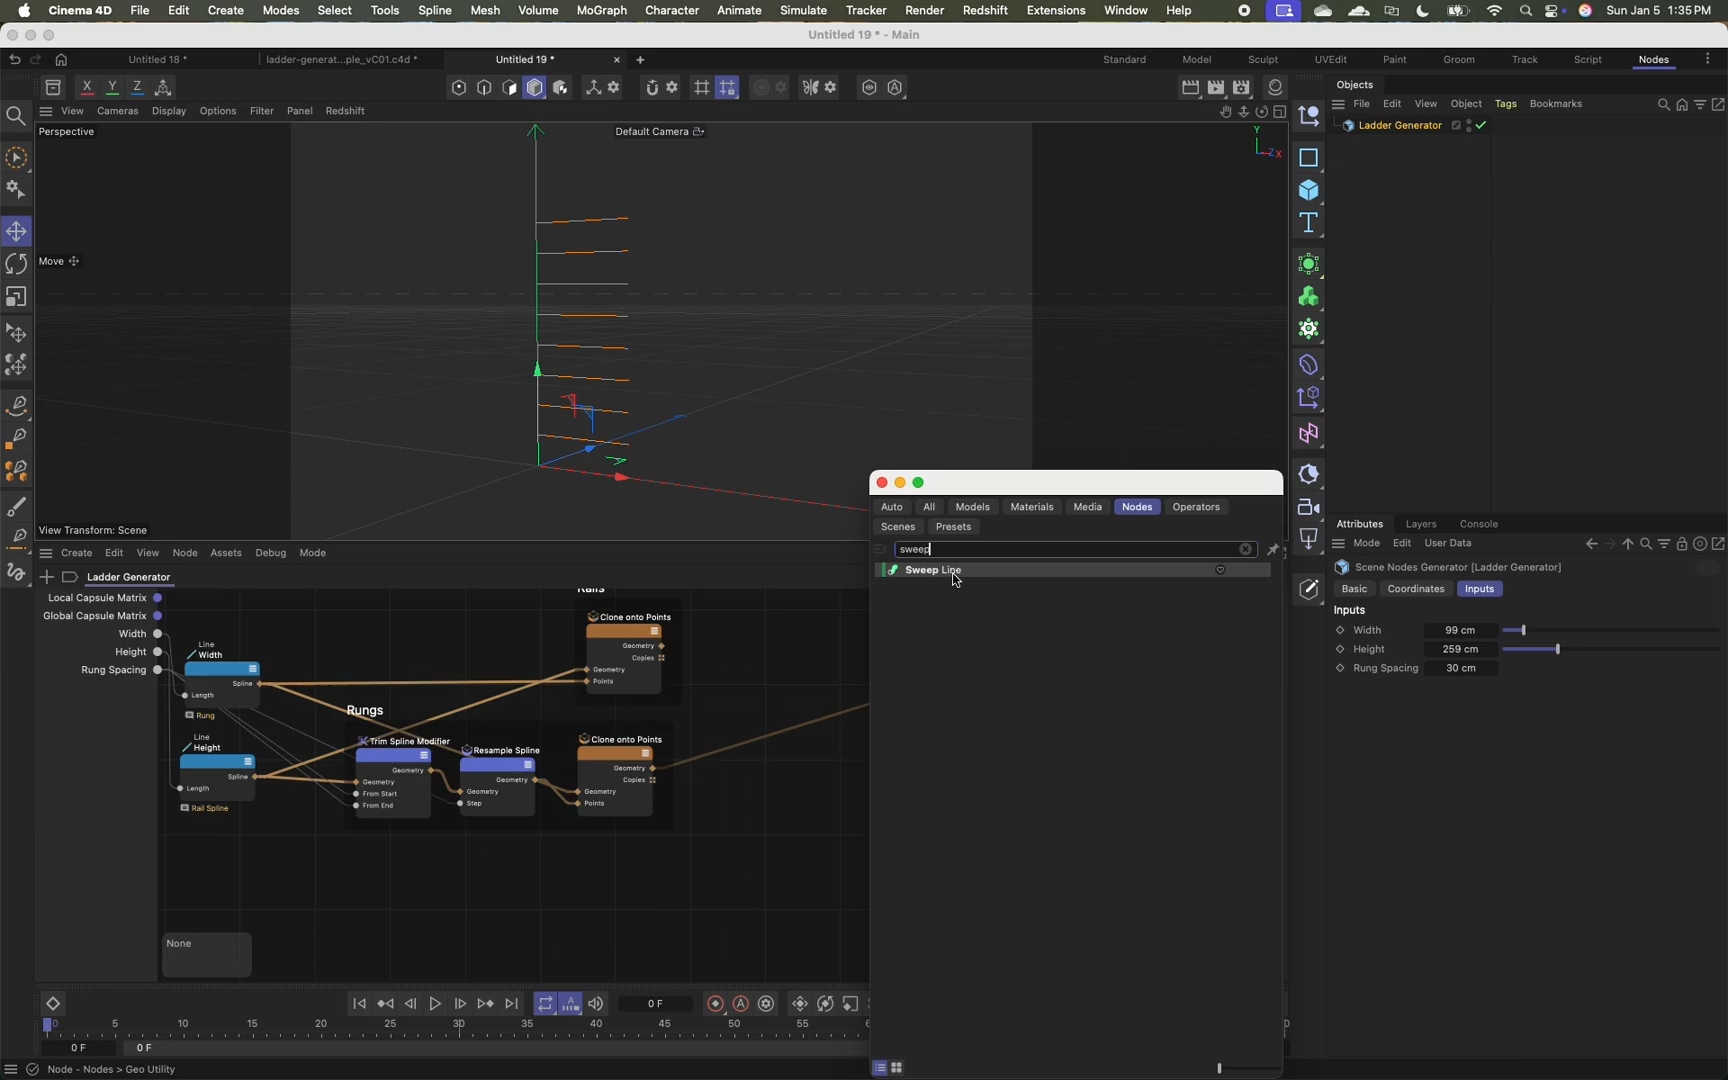 Cinema 4D File Edit Create Modes Select Tools Spline Mesh Volume MoGraph Character Animate Simulate Tracker Render Redshift Extensions Window Help Sun Jan 5 1:35 PM
Untitled 19 * - Main
Untitled 18 * ladder-generat...ple_vC01.c4d * Untitled 19 * × + Standard Model Sculpt UVEdit Paint Groom Track Script Nodes
X Y Z
Objects
View Cameras Display Options Filter Panel Redshift
File Edit View Object Tags Bookmarks
Perspective
Default Camera
Y
Z X
Ladder Generator
Move
View Transform: Scene
Auto All Models Materials Media Nodes Operators
Scenes Presets
sweep
Sweep Line
Attributes Layers Console
Mode Edit User Data
Scene Nodes Generator [Ladder Generator]
Basic Coordinates Inputs
Inputs
Width 99 cm
Height 259 cm
Rung Spacing 30 cm
Create Edit View Node Assets Debug Mode
Ladder Generator
Local Capsule Matrix
Global Capsule Matrix
Width
Height
Rung Spacing
Line
Width
Spline
Length
Rung
Line
Height
Spline
Length
Rail Spline
Rails
Clone onto Points
Geometry
Copies
Geometry
Points
Rungs
Trim Spline Modifier
Geometry
Geometry
From Start
From End
Resample Spline
Geometry
Geometry
Step
Clone onto Points
Geometry
Copies
Geometry
Points
None
0 F
0 5 10 15 20 25 30 35 40 45 50 55
0 F 0 F
Node - Nodes > Geo Utility